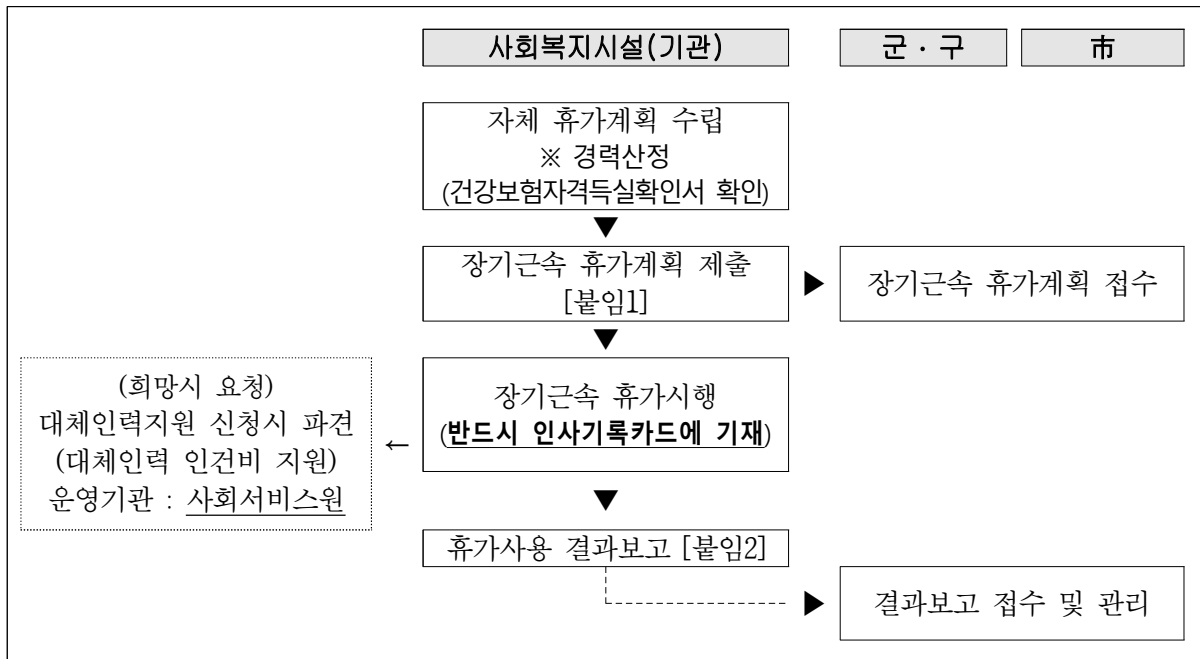 사회복지시설(기관)
군 · 구
市
자체 휴가계획 수립
※ 경력산정
(건강보험자격득실확인서 확인)
▼
장기근속 휴가계획 제출
[붙임1]
▶
장기근속 휴가계획 접수
▼
(희망시 요청)
대체인력지원 신청시 파견
(대체인력 인건비 지원)
운영기관 : 사회서비스원
←
장기근속 휴가시행
(반드시 인사기록카드에 기재)
▼
휴가사용 결과보고 [붙임2]
▶
결과보고 접수 및 관리